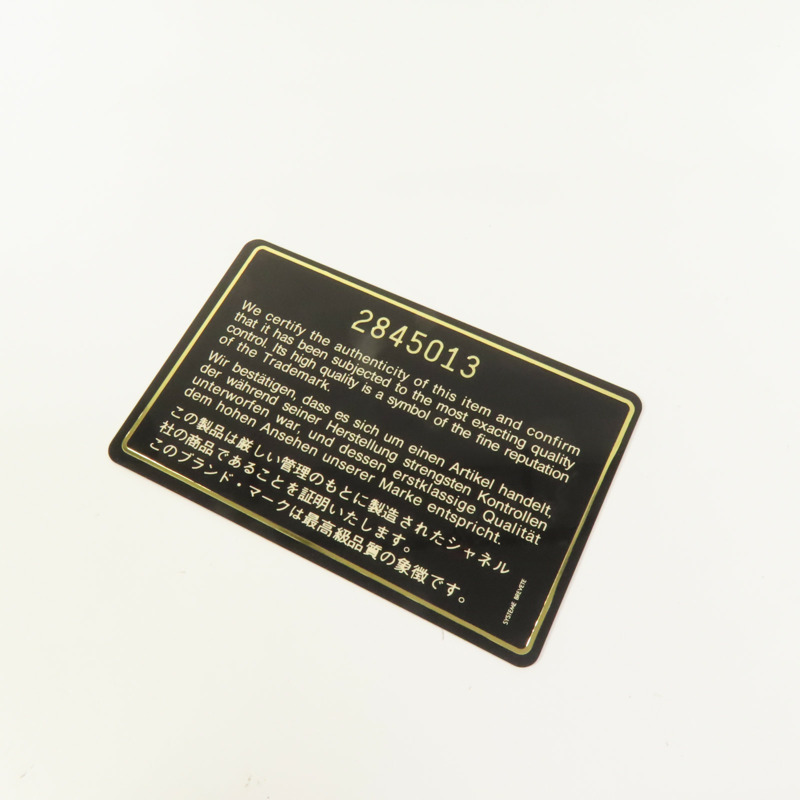 2845013
We certify the authenticity of this item and confirm
that it has been subjected to the most exacting quality
control. Its high quality is a symbol of the fine reputation
of the Trademark.
Wir bestätigen, dass es sich um einen Artikel handelt,
der während seiner Herstellung strengsten Kontrollen
unterworfen war, und dessen erstklassige Qualität
dem hohen Ansehen unserer Marke entspricht.
この製品は厳しい管理のもとに製造されたシャネル
社の商品であることを証明いたします。
このブランド・マークは最高級品質の象徴です。
SYSTEME BREVETE